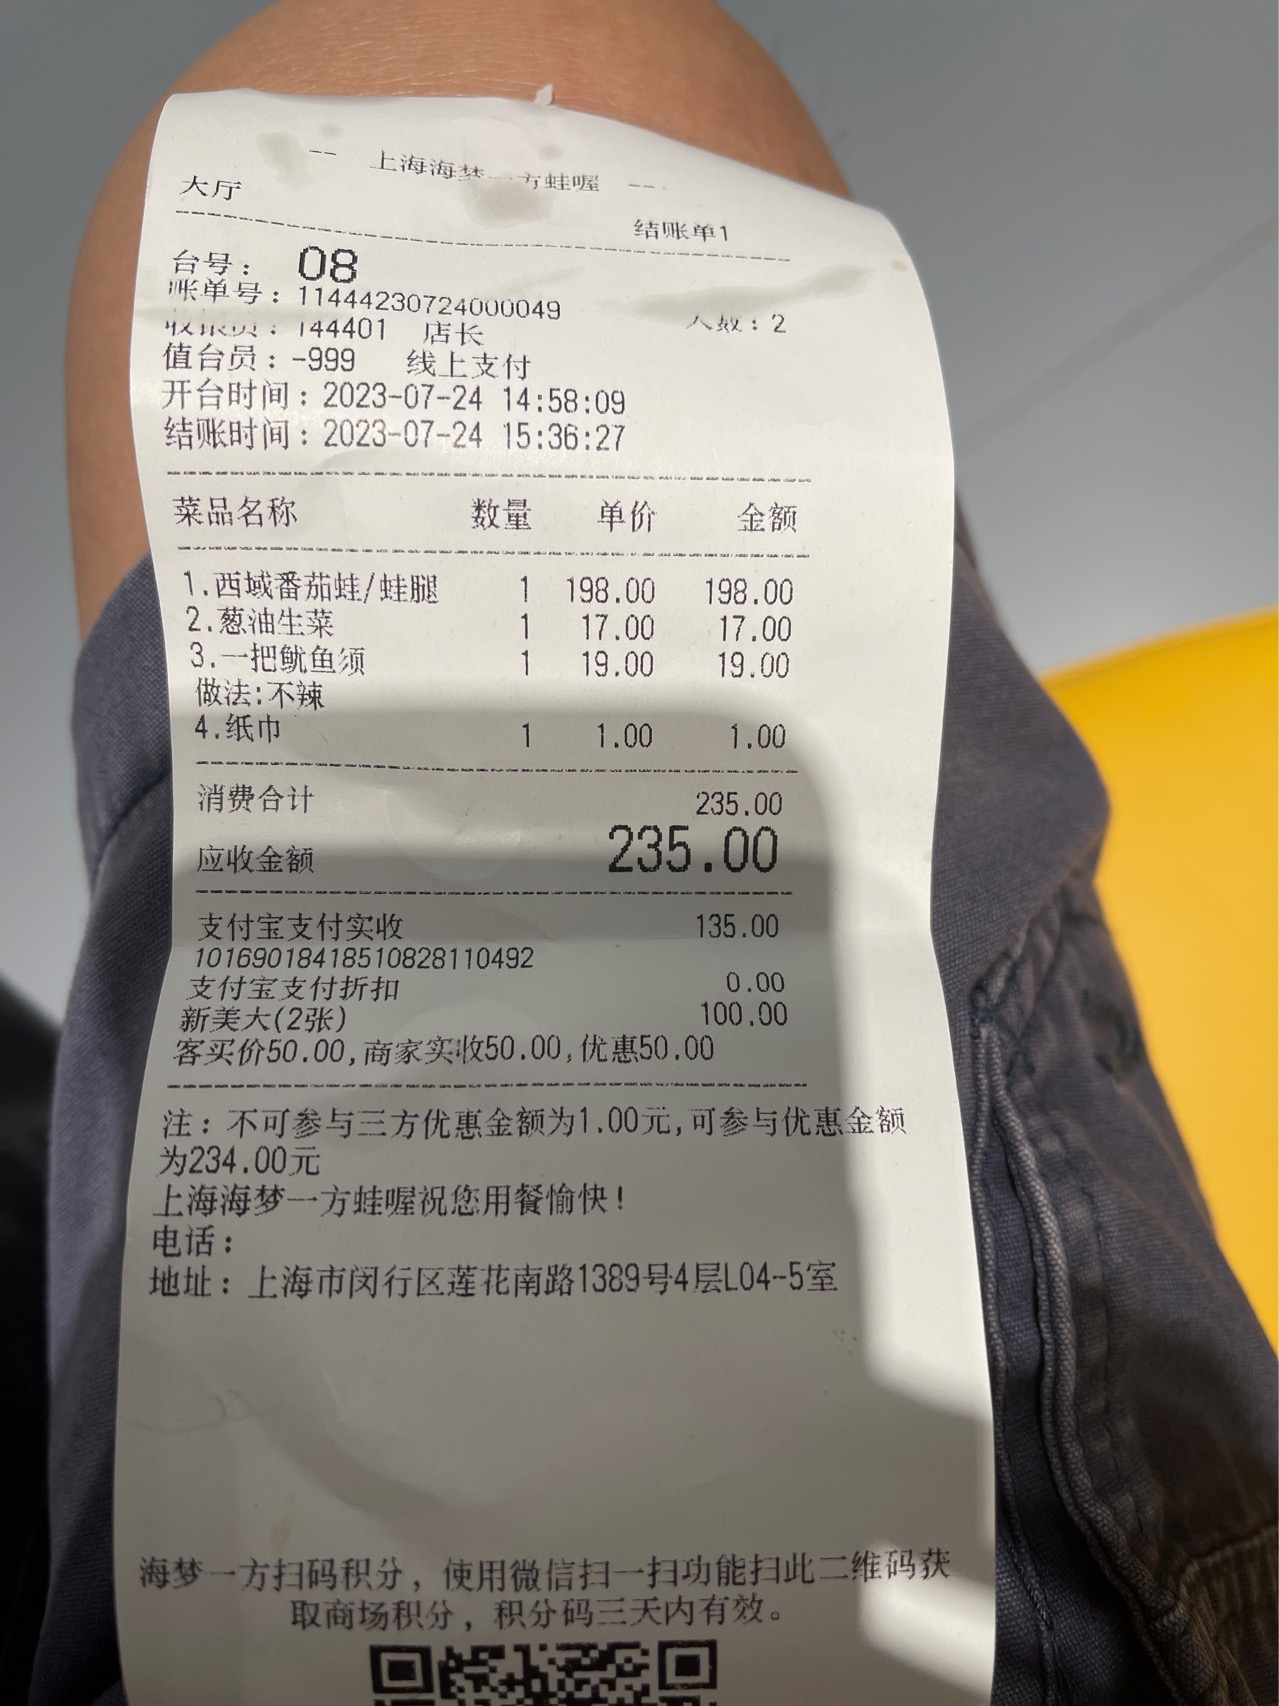 -- 上海海梦一方蛙喔 --
大厅
结账单1
台号: 08
账单号: 11444230724000049
人数: 2
收银员: 144401 店长
值台员: -999 线上支付
开台时间: 2023-07-24 14:58:09
结账时间: 2023-07-24 15:36:27
菜品名称 数量 单价 金额
1.西域番茄蛙/蛙腿 1 198.00 198.00
2.葱油生菜 1 17.00 17.00
3.一把鱿鱼须 1 19.00 19.00
做法:不辣
4.纸巾 1 1.00 1.00
消费合计 235.00
应收金额 235.00
支付宝支付实收 135.00
10169018418510828110492
支付宝支付折扣 0.00
新美大(2张) 100.00
客买价50.00,商家实收50.00,优惠50.00
注: 不可参与三方优惠金额为1.00元,可参与优惠金额
为234.00元
上海海梦一方蛙喔祝您用餐愉快!
电话:
地址: 上海市闵行区莲花南路1389号4层L04-5室
海梦一方扫码积分, 使用微信扫一扫功能扫此二维码获
取商场积分, 积分码三天内有效。